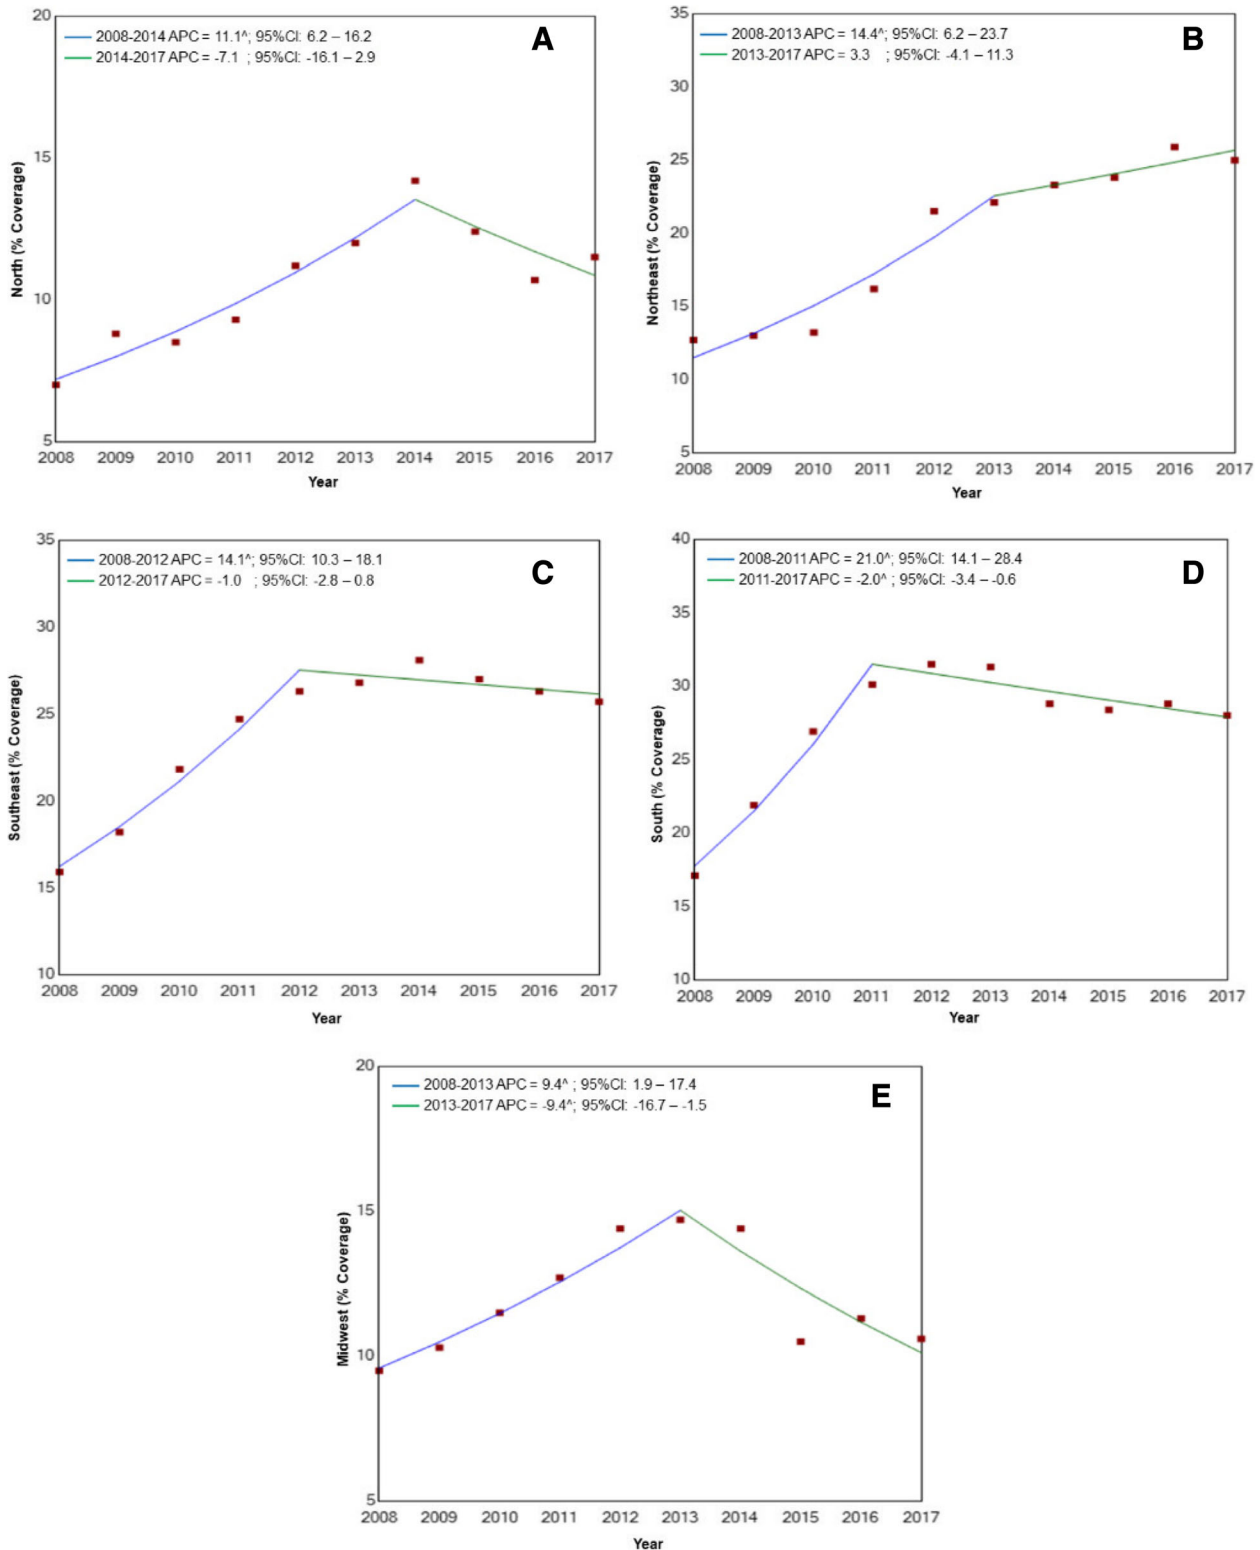 A
2008-2014 APC = 11.1^; 95%CI: 6.2 – 16.2
2014-2017 APC = -7.1 ; 95%CI: -16.1 – 2.9
North (% Coverage)
20
15
10
5
2008 2009 2010 2011 2012 2013 2014 2015 2016 2017
Year
B
2008-2013 APC = 14.4^; 95%CI: 6.2 – 23.7
2013-2017 APC = 3.3 ; 95%CI: -4.1 – 11.3
Northeast (% Coverage)
35
30
25
20
15
10
5
2008 2009 2010 2011 2012 2013 2014 2015 2016 2017
Year
C
2008-2012 APC = 14.1^; 95%CI: 10.3 – 18.1
2012-2017 APC = -1.0 ; 95%CI: -2.8 – 0.8
Southeast (% Coverage)
35
30
25
20
15
10
2008 2009 2010 2011 2012 2013 2014 2015 2016 2017
Year
D
2008-2011 APC = 21.0^; 95%CI: 14.1 – 28.4
2011-2017 APC = -2.0^ ; 95%CI: -3.4 – -0.6
South (% Coverage)
40
35
30
25
20
15
10
2008 2009 2010 2011 2012 2013 2014 2015 2016 2017
Year
E
2008-2013 APC = 9.4^ ; 95%CI: 1.9 – 17.4
2013-2017 APC = -9.4^; 95%CI: -16.7 – -1.5
Midwest (% Coverage)
20
15
10
5
2008 2009 2010 2011 2012 2013 2014 2015 2016 2017
Year